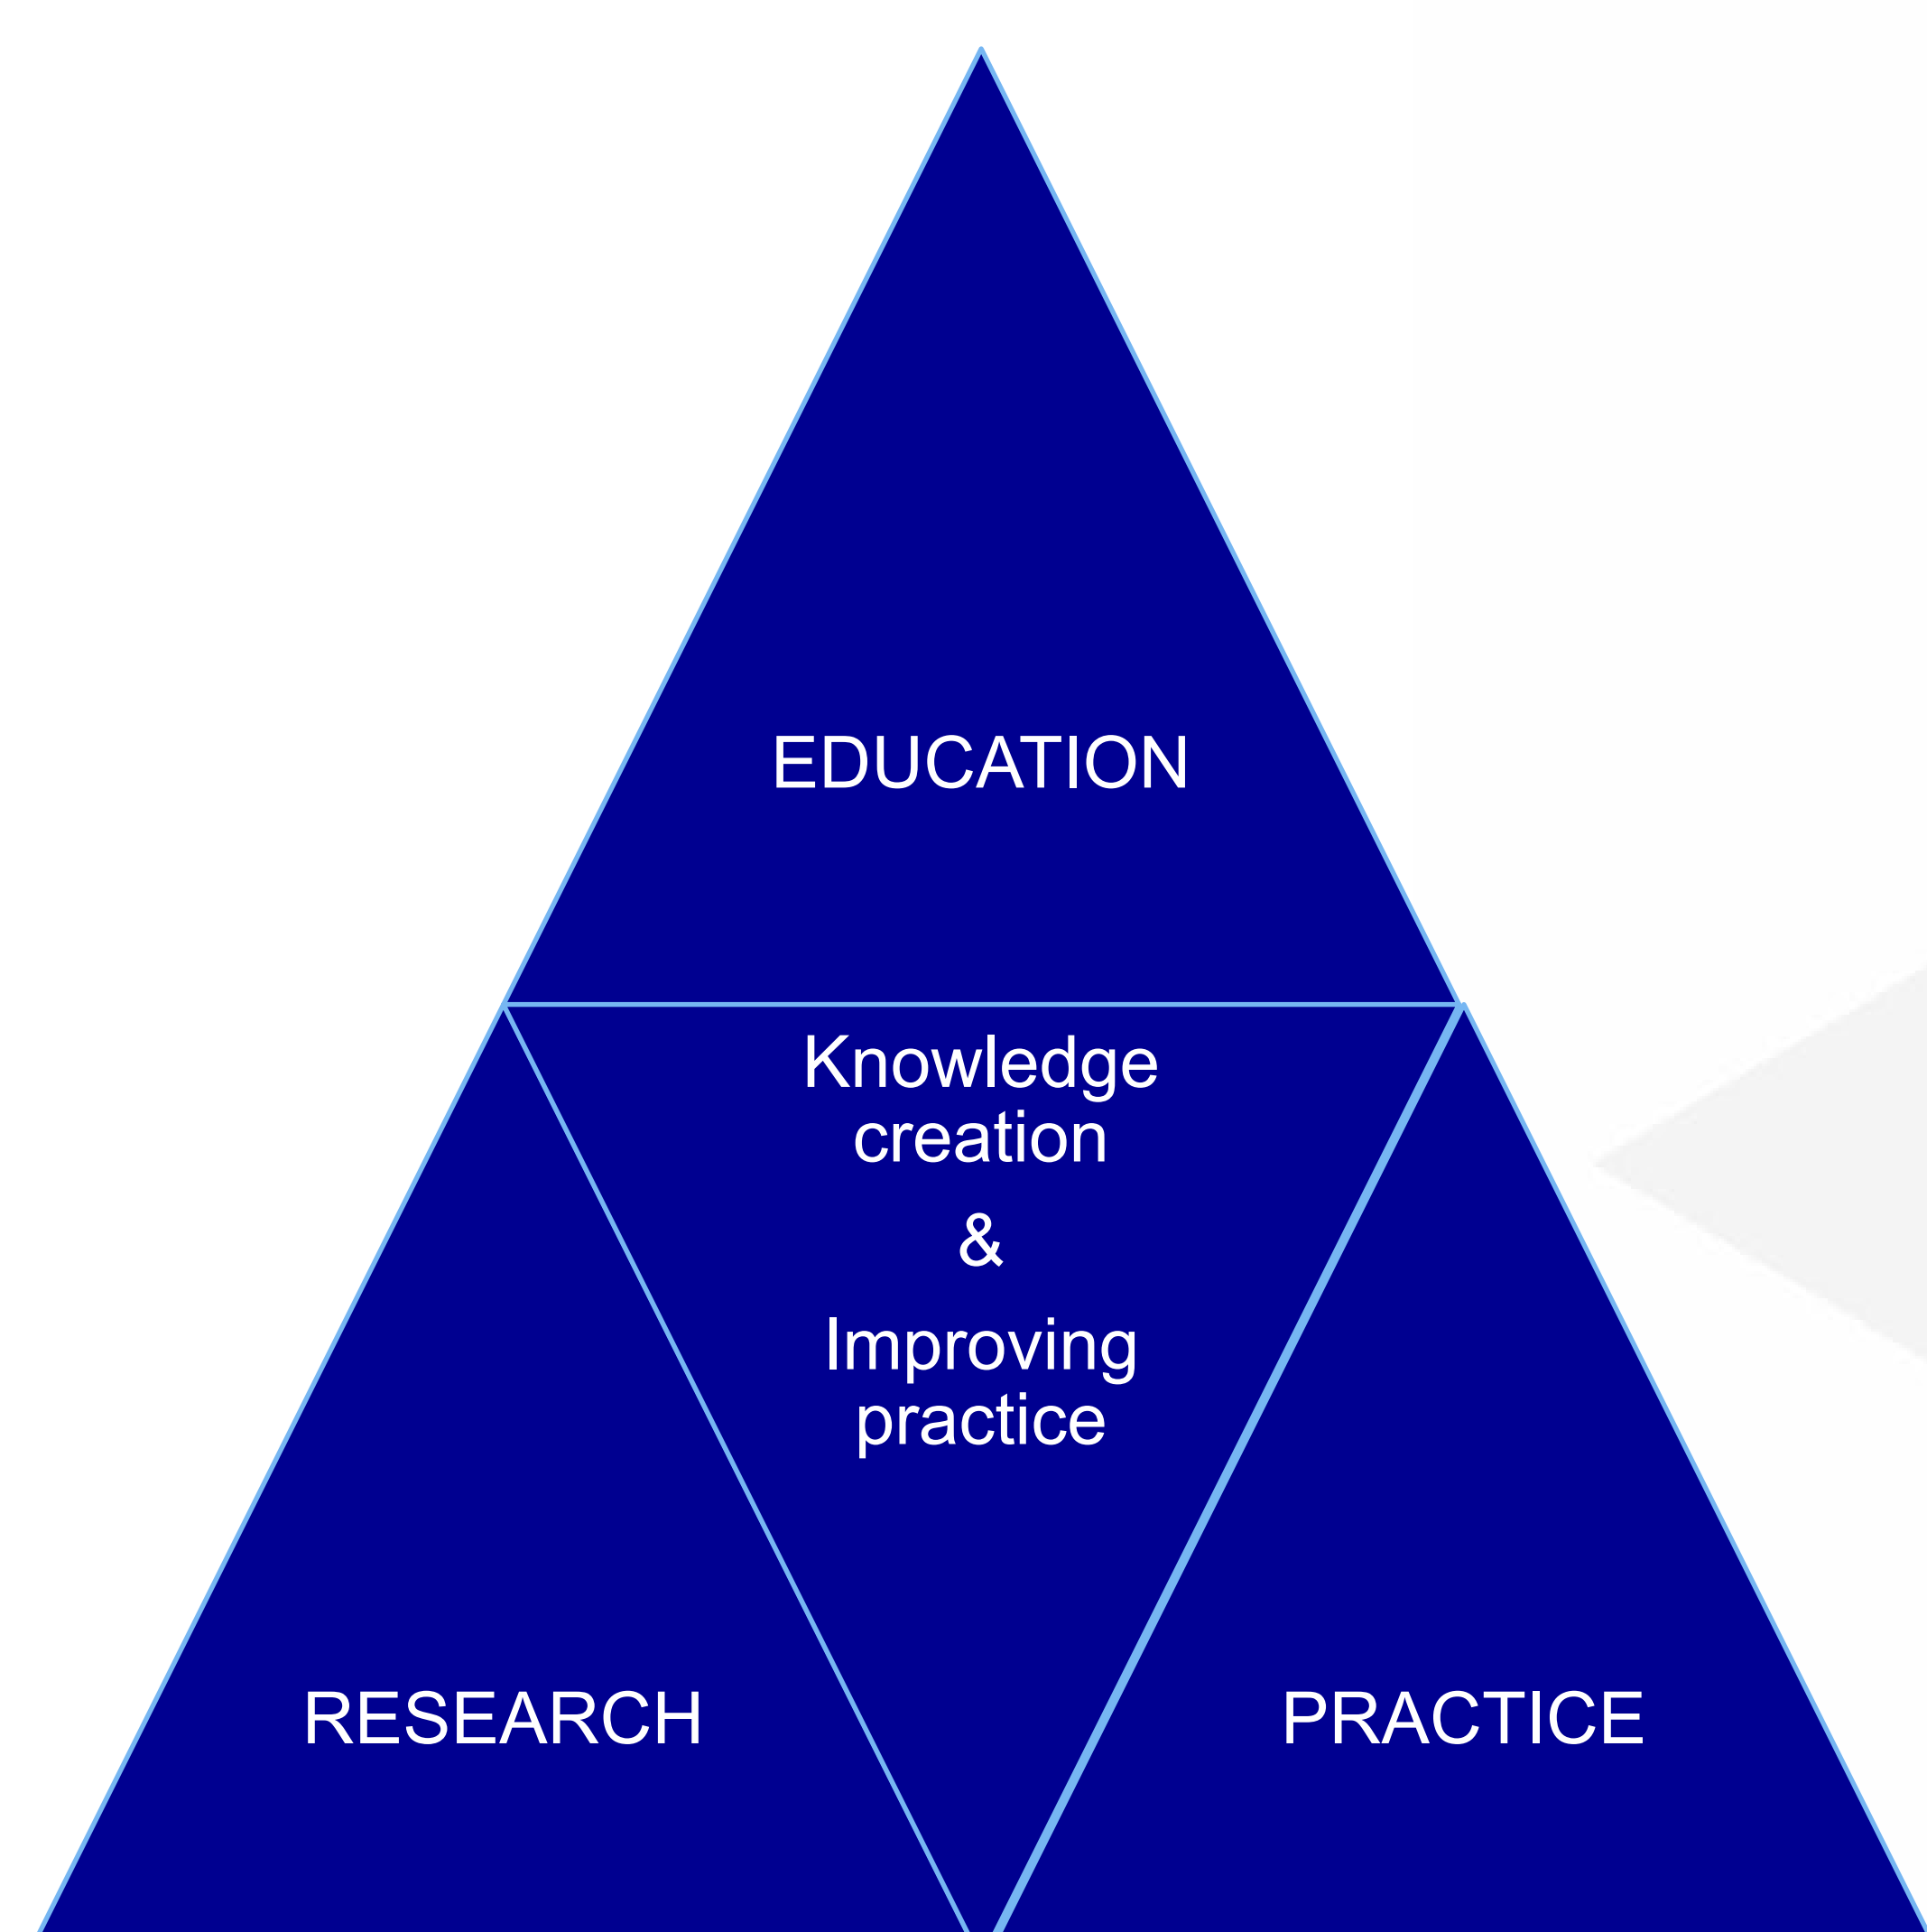 EDUCATION
Knowledge
creation
&
Improving
practice
RESEARCH
PRACTICE